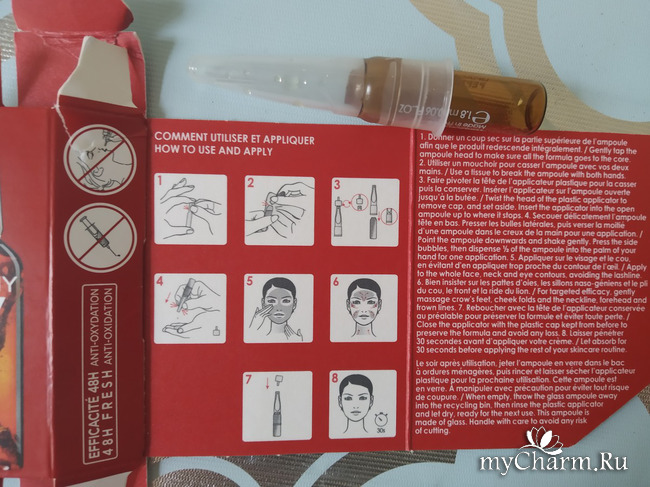 COMMENT UTILISER ET APPLIQUER
HOW TO USE AND APPLY
1
2
3
4
5
6
7
8
30s
EFFICACITÉ 48H ANTI-OXYDATION
48H FRESH ANTI-OXIDATION
℮1,8 ml 0.06 FL.OZ
Made in
1. Donner un coup sec sur la partie supérieure de l'ampoule
afin que le produit redescende intégralement. / Gently tap the
ampoule head to make sure all the formula goes to the core.
2. Utiliser un mouchoir pour casser l'ampoule avec vos deux
mains. / Use a tissue to break the ampoule with both hands.
3. Faire pivoter la tête de l'applicateur plastique pour la casser
puis la conserver. Insérer l'applicateur sur l'ampoule ouverte
jusqu'à la butée. / Twist the head of the plastic applicator to
remove cap, and set aside. Insert the applicator into the open
ampoule up to where it stops. 4. Secouer délicatement l'ampoule
tête en bas. Presser les bulles latérales, puis verser la moitié
d'une ampoule dans le creux de la main pour une application. /
Point the ampoule downwards and shake gently. Press the side
bubbles, then dispense ½ of the ampoule into the palm of your
hand for one application. 5. Appliquer sur le visage et le cou,
en évitant d'en appliquer trop proche du contour de l'œil. / Apply
to the whole face, neck and eye contours, avoiding the lashline.
6. Bien insister sur les pattes d'oies, les sillons naso-géniens et le pli
du cou, le front et la ride du lion. / For targeted efficacy, gently
massage crow's feet, cheek folds and the neckline, forehead and
frown lines. 7. Reboucher avec la tête de l'applicateur conservée
au préalable pour préserver la formule et éviter toute perte. /
Close the applicator with the plastic cap kept from before to
preserve the formula and avoid any loss. 8. Laisser pénétrer
30 secondes avant d'appliquer votre crème. / Let absorb for
30 seconds before applying the rest of your skincare routine.
Le soir après utilisation, jeter l'ampoule en verre dans le bac
à ordures ménagères, puis rincer et laisser sécher l'applicateur
plastique pour la prochaine utilisation. Cette ampoule est
en verre. A manipuler avec précaution pour éviter tout risque
de coupure. / When empty, throw the glass ampoule away
into the recycling bin, then rinse the plastic applicator
and let dry, ready for the next use. This ampoule is
made of glass. Handle with care to avoid any risk
of cutting.
myCharm.Ru